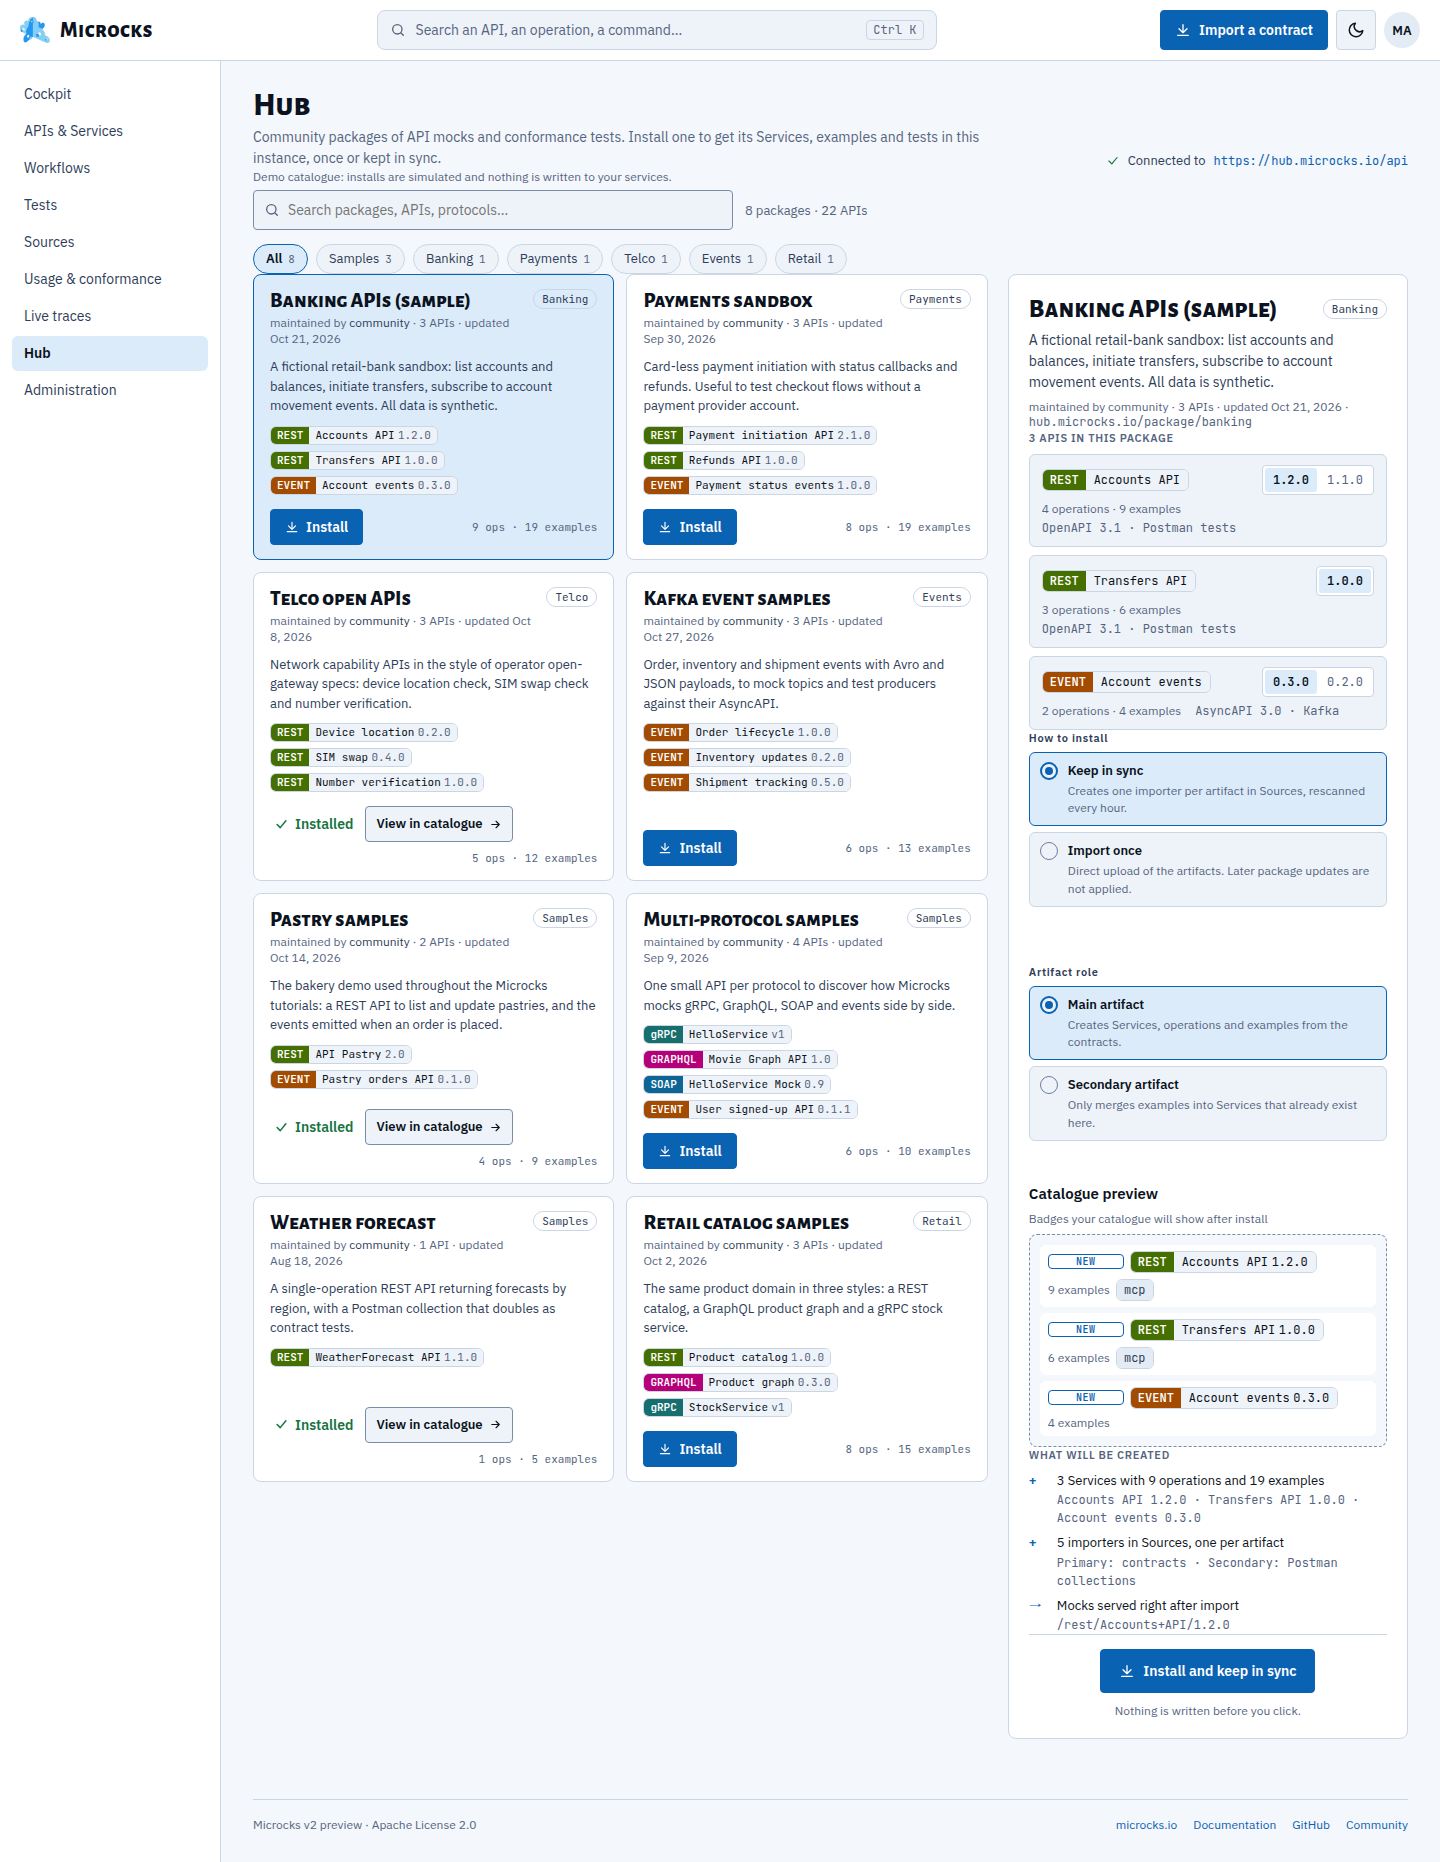 Microcks
Search an API, an operation, a command...
Ctrl K
Import a contract
MA
Cockpit
APIs & Services
Workflows
Tests
Sources
Usage & conformance
Live traces
Hub
Administration
Hub
Community packages of API mocks and conformance tests. Install one to get its Services, examples and tests in this
instance, once or kept in sync.
Demo catalogue: installs are simulated and nothing is written to your services.
✓ Connected to https://hub.microcks.io/api
Search packages, APIs, protocols...
8 packages · 22 APIs
All 8
Samples 3
Banking 1
Payments 1
Telco 1
Events 1
Retail 1
Banking APIs (sample)
Banking
maintained by community · 3 APIs · updated
Oct 21, 2026
A fictional retail-bank sandbox: list accounts and
balances, initiate transfers, subscribe to account
movement events. All data is synthetic.
REST Accounts API 1.2.0
REST Transfers API 1.0.0
EVENT Account events 0.3.0
Install
9 ops · 19 examples
Payments sandbox
Payments
maintained by community · 3 APIs · updated
Sep 30, 2026
Card-less payment initiation with status callbacks and
refunds. Useful to test checkout flows without a
payment provider account.
REST Payment initiation API 2.1.0
REST Refunds API 1.0.0
EVENT Payment status events 1.0.0
Install
8 ops · 19 examples
Telco open APIs
Telco
maintained by community · 3 APIs · updated Oct
8, 2026
Network capability APIs in the style of operator open-
gateway specs: device location check, SIM swap check
and number verification.
REST Device location 0.2.0
REST SIM swap 0.4.0
REST Number verification 1.0.0
✓ Installed
View in catalogue →
5 ops · 12 examples
Kafka event samples
Events
maintained by community · 3 APIs · updated
Oct 27, 2026
Order, inventory and shipment events with Avro and
JSON payloads, to mock topics and test producers
against their AsyncAPI.
EVENT Order lifecycle 1.0.0
EVENT Inventory updates 0.2.0
EVENT Shipment tracking 0.5.0
Install
6 ops · 13 examples
Pastry samples
Samples
maintained by community · 2 APIs · updated
Oct 14, 2026
The bakery demo used throughout the Microcks
tutorials: a REST API to list and update pastries, and the
events emitted when an order is placed.
REST API Pastry 2.0
EVENT Pastry orders API 0.1.0
✓ Installed
View in catalogue →
4 ops · 9 examples
Multi-protocol samples
Samples
maintained by community · 4 APIs · updated
Sep 9, 2026
One small API per protocol to discover how Microcks
mocks gRPC, GraphQL, SOAP and events side by side.
gRPC HelloService v1
GRAPHQL Movie Graph API 1.0
SOAP HelloService Mock 0.9
EVENT User signed-up API 0.1.1
Install
6 ops · 10 examples
Weather forecast
Samples
maintained by community · 1 API · updated
Aug 18, 2026
A single-operation REST API returning forecasts by
region, with a Postman collection that doubles as
contract tests.
REST WeatherForecast API 1.1.0
✓ Installed
View in catalogue →
1 ops · 5 examples
Retail catalog samples
Retail
maintained by community · 3 APIs · updated
Oct 2, 2026
The same product domain in three styles: a REST
catalog, a GraphQL product graph and a gRPC stock
service.
REST Product catalog 1.0.0
GRAPHQL Product graph 0.3.0
gRPC StockService v1
Install
8 ops · 15 examples
Banking APIs (sample)
Banking
A fictional retail-bank sandbox: list accounts and
balances, initiate transfers, subscribe to account
movement events. All data is synthetic.
maintained by community · 3 APIs · updated Oct 21, 2026 ·
hub.microcks.io/package/banking
3 APIS IN THIS PACKAGE
REST Accounts API
1.2.0 1.1.0
4 operations · 9 examples
OpenAPI 3.1 · Postman tests
REST Transfers API
1.0.0
3 operations · 6 examples
OpenAPI 3.1 · Postman tests
EVENT Account events
0.3.0 0.2.0
2 operations · 4 examples AsyncAPI 3.0 · Kafka
How to install
Keep in sync
Creates one importer per artifact in Sources, rescanned
every hour.
Import once
Direct upload of the artifacts. Later package updates are
not applied.
Artifact role
Main artifact
Creates Services, operations and examples from the
contracts.
Secondary artifact
Only merges examples into Services that already exist
here.
Catalogue preview
Badges your catalogue will show after install
NEW REST Accounts API 1.2.0
9 examples mcp
NEW REST Transfers API 1.0.0
6 examples mcp
NEW EVENT Account events 0.3.0
4 examples
WHAT WILL BE CREATED
+ 3 Services with 9 operations and 19 examples
Accounts API 1.2.0 · Transfers API 1.0.0 ·
Account events 0.3.0
+ 5 importers in Sources, one per artifact
Primary: contracts · Secondary: Postman
collections
→ Mocks served right after import
/rest/Accounts+API/1.2.0
Install and keep in sync
Nothing is written before you click.
Microcks v2 preview · Apache License 2.0
microcks.io
Documentation
GitHub
Community